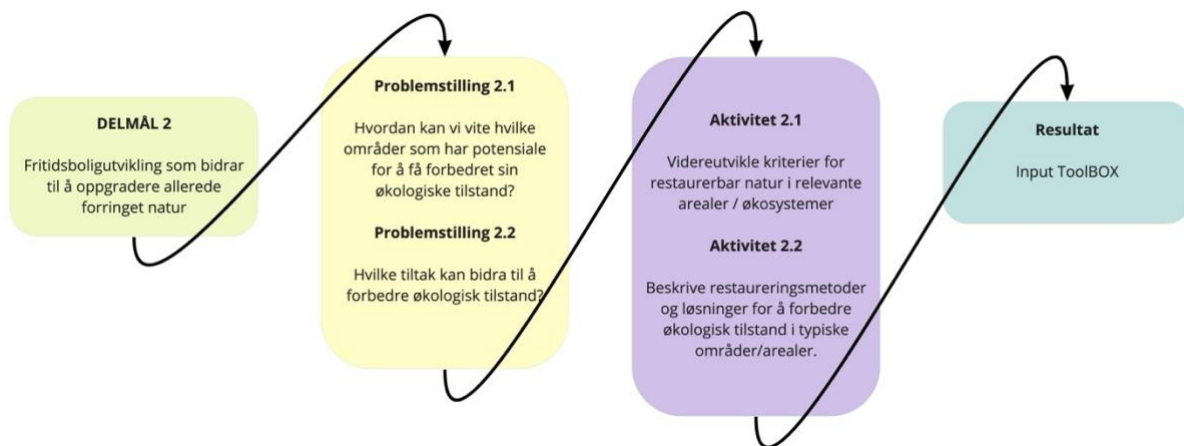 DELMÅL 2
Fritidsboligutvikling som bidrar
til å oppgradere allerede
forringet natur
Problemstilling 2.1
Hvordan kan vi vite hvilke
områder som har potensiale
for å få forbedret sin
økologiske tilstand?
Problemstilling 2.2
Hvilke tiltak kan bidra til å
forbedre økologisk tilstand?
Aktivitet 2.1
Videreutvikle kriterier for
restaurerbar natur i relevante
arealer / økosystemer
Aktivitet 2.2
Beskrive restaureringsmetoder
og løsninger for å forbedre
økologisk tilstand i typiske
områder/arealer.
Resultat
Input ToolBOX